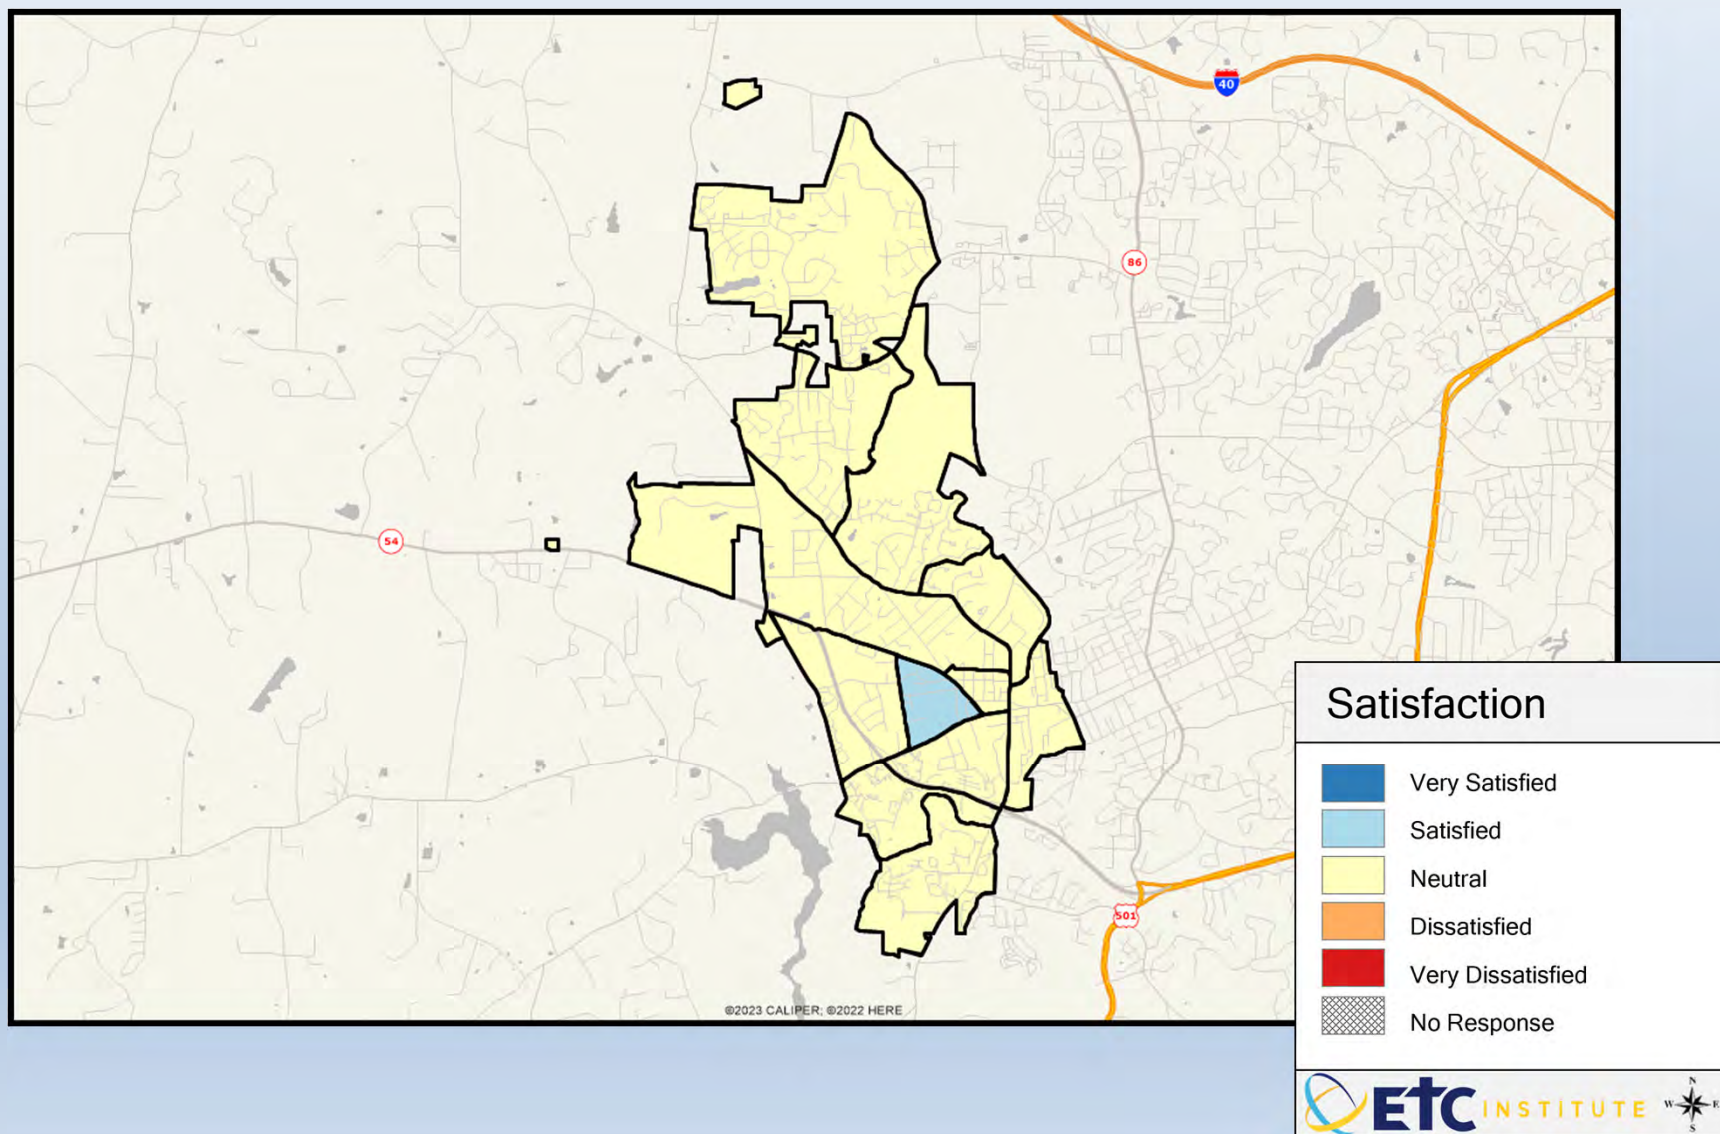 40
86
54
501
©2023 CALIPER; ©2022 HERE
Satisfaction
Very Satisfied
Satisfied
Neutral
Dissatisfied
Very Dissatisfied
No Response
ETC INSTITUTE
N
W E
S